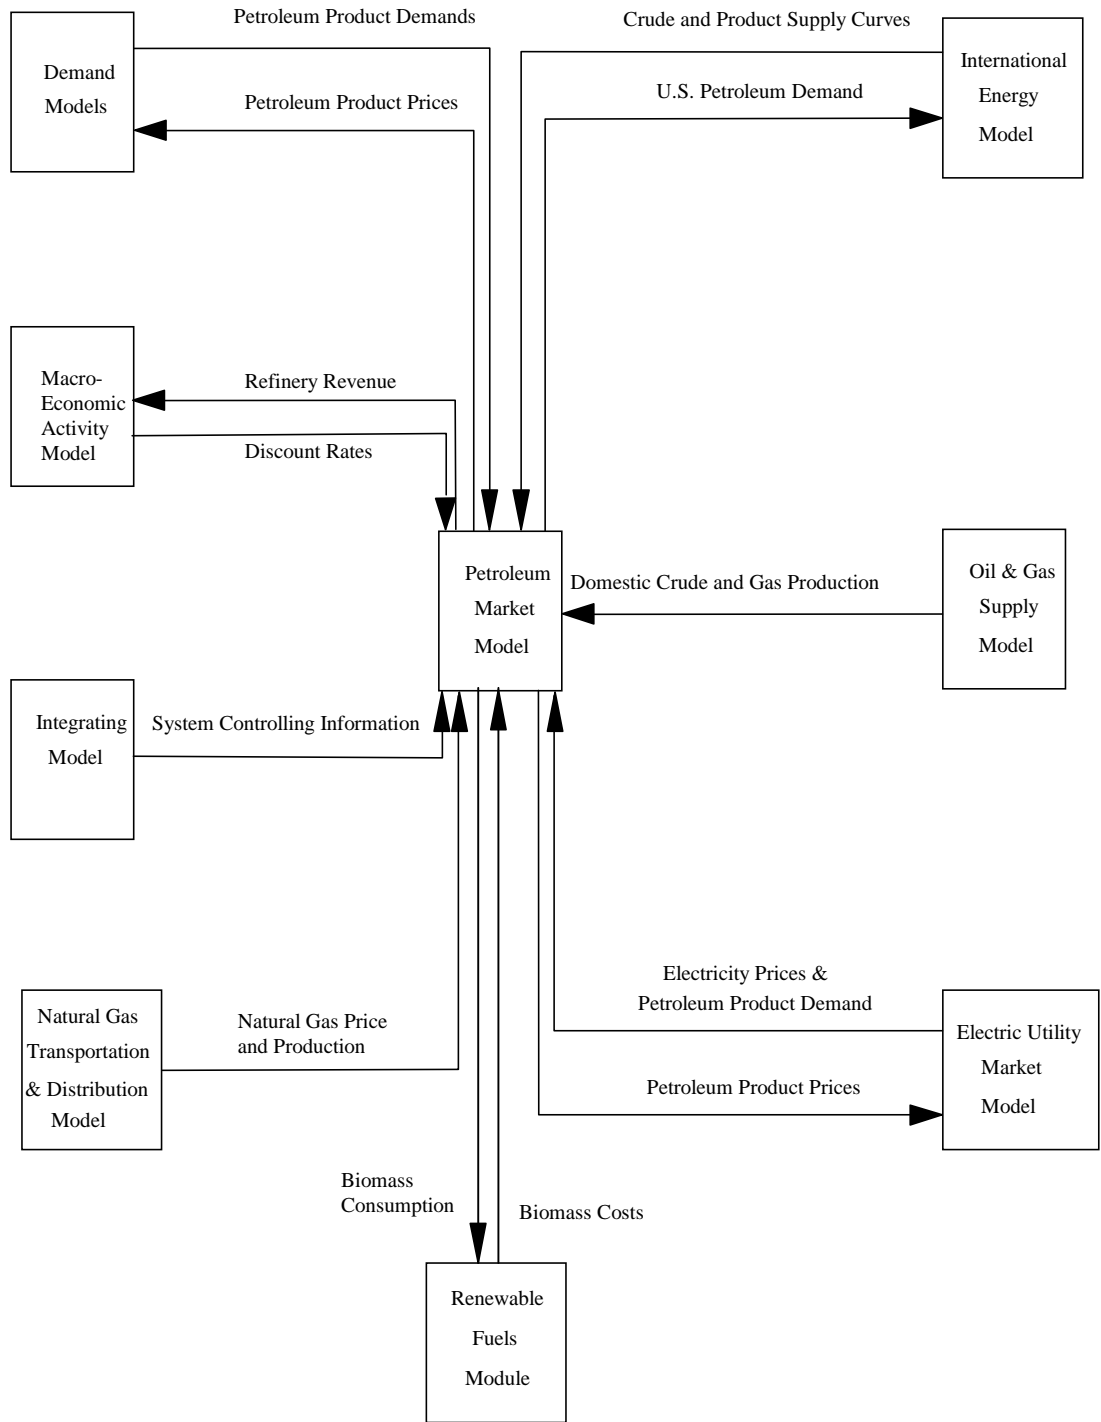 Petroleum Product Demands
Crude and Product Supply Curves
Demand
Models
International
Energy
Model
Petroleum Product Prices
U.S. Petroleum Demand
Macro-
Economic
Activity
Model
Refinery Revenue
Discount Rates
Petroleum
Market
Model
Domestic Crude and Gas Production
Oil & Gas
Supply
Model
Integrating
Model
System Controlling Information
Natural Gas
Transportation
& Distribution
Model
Natural Gas Price
and Production
Electricity Prices &
Petroleum Product Demand
Electric Utility
Market
Model
Petroleum Product Prices
Biomass
Consumption
Biomass Costs
Renewable
Fuels
Module